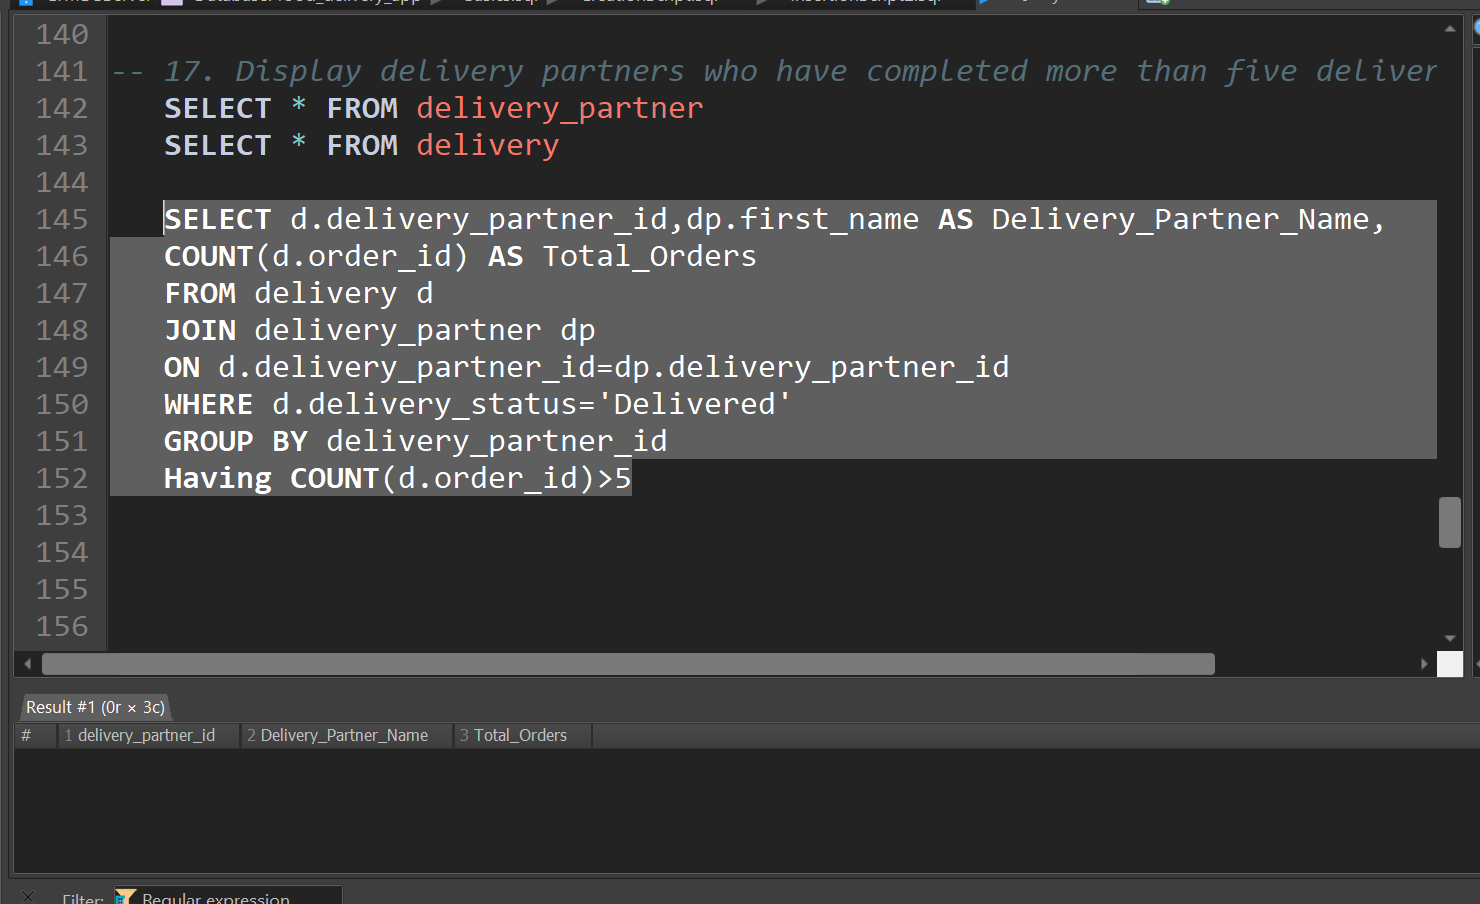 140
141 -- 17. Display delivery partners who have completed more than five deliver
142 SELECT * FROM delivery_partner
143 SELECT * FROM delivery
144
145 SELECT d.delivery_partner_id,dp.first_name AS Delivery_Partner_Name,
146 COUNT(d.order_id) AS Total_Orders
147 FROM delivery d
148 JOIN delivery_partner dp
149 ON d.delivery_partner_id=dp.delivery_partner_id
150 WHERE d.delivery_status='Delivered'
151 GROUP BY delivery_partner_id
152 Having COUNT(d.order_id)>5
153
154
155
156
Result #1 (0r × 3c)
# 1 delivery_partner_id 2 Delivery_Partner_Name 3 Total_Orders
Filter: Regular expression